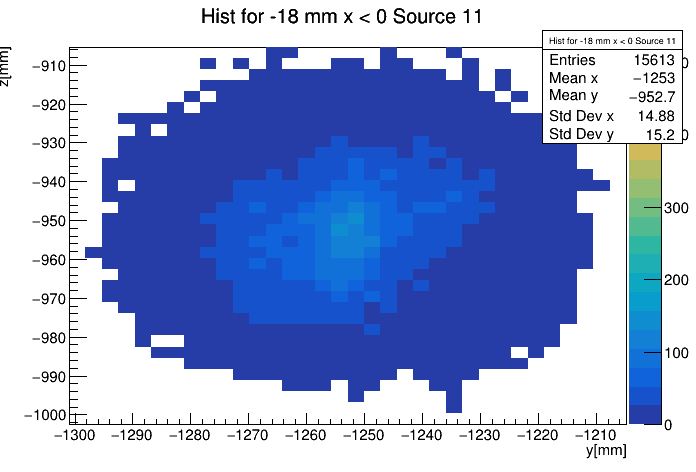 Hist for -18 mm x < 0 Source 11
z[mm]
Hist for -18 mm x < 0 Source 11
Entries 15613
Mean x −1253
Mean y −952.7
Std Dev x 14.88
Std Dev y 15.2
−910
−920
−930
−940
−950
−960
−970
−980
−990
−1000
−1300 −1290 −1280 −1270 −1260 −1250 −1240 −1230 −1220 −1210
y[mm]
300
200
100
0